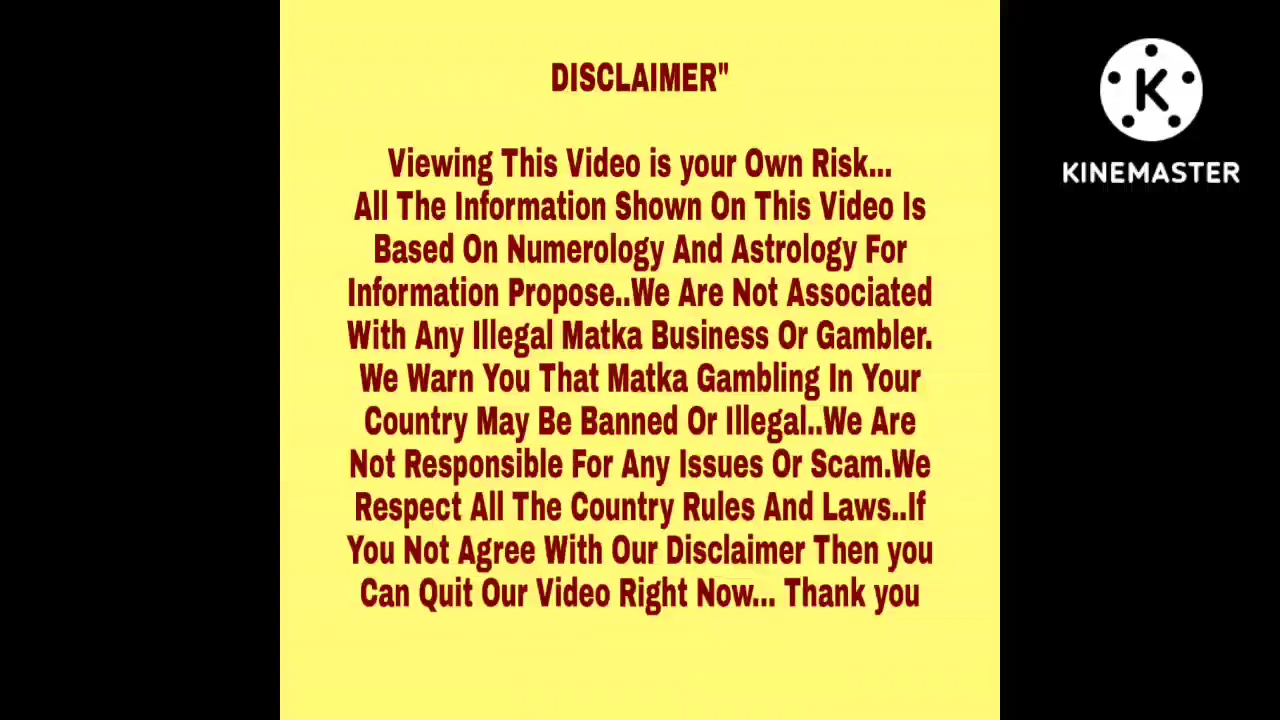 DISCLAIMER"
Viewing This Video is your Own Risk...
All The Information Shown On This Video Is
Based On Numerology And Astrology For
Information Propose..We Are Not Associated
With Any Illegal Matka Business Or Gambler.
We Warn You That Matka Gambling In Your
Country May Be Banned Or Illegal..We Are
Not Responsible For Any Issues Or Scam.We
Respect All The Country Rules And Laws..If
You Not Agree With Our Disclaimer Then you
Can Quit Our Video Right Now... Thank you
K
KINEMASTER